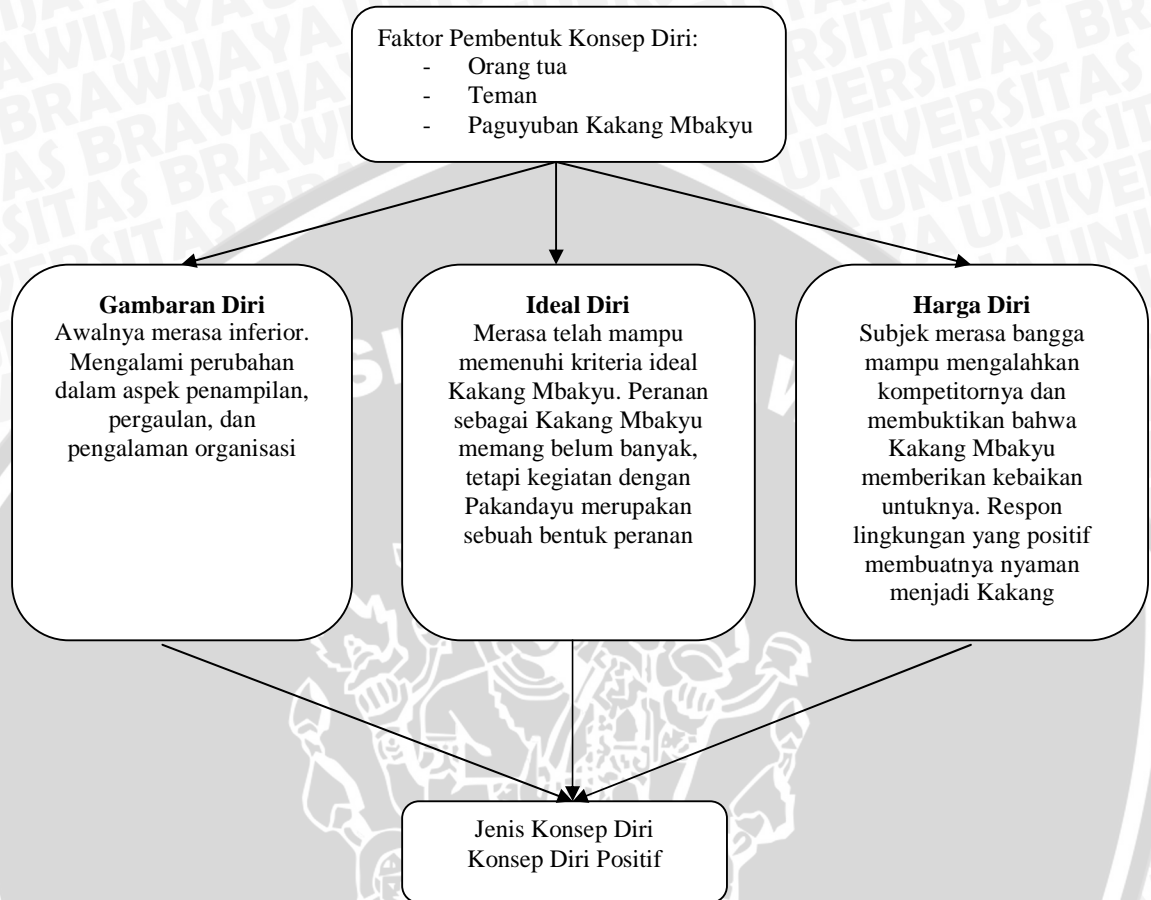 Faktor Pembentuk Konsep Diri:
- Orang tua
- Teman
- Paguyuban Kakang Mbakyu
Gambaran Diri
Awalnya merasa inferior.
Mengalami perubahan
dalam aspek penampilan,
pergaulan, dan
pengalaman organisasi
Ideal Diri
Merasa telah mampu
memenuhi kriteria ideal
Kakang Mbakyu. Peranan
sebagai Kakang Mbakyu
memang belum banyak,
tetapi kegiatan dengan
Pakandayu merupakan
sebuah bentuk peranan
Harga Diri
Subjek merasa bangga
mampu mengalahkan
kompetitornya dan
membuktikan bahwa
Kakang Mbakyu
memberikan kebaikan
untuknya. Respon
lingkungan yang positif
membuatnya nyaman
menjadi Kakang
Jenis Konsep Diri
Konsep Diri Positif